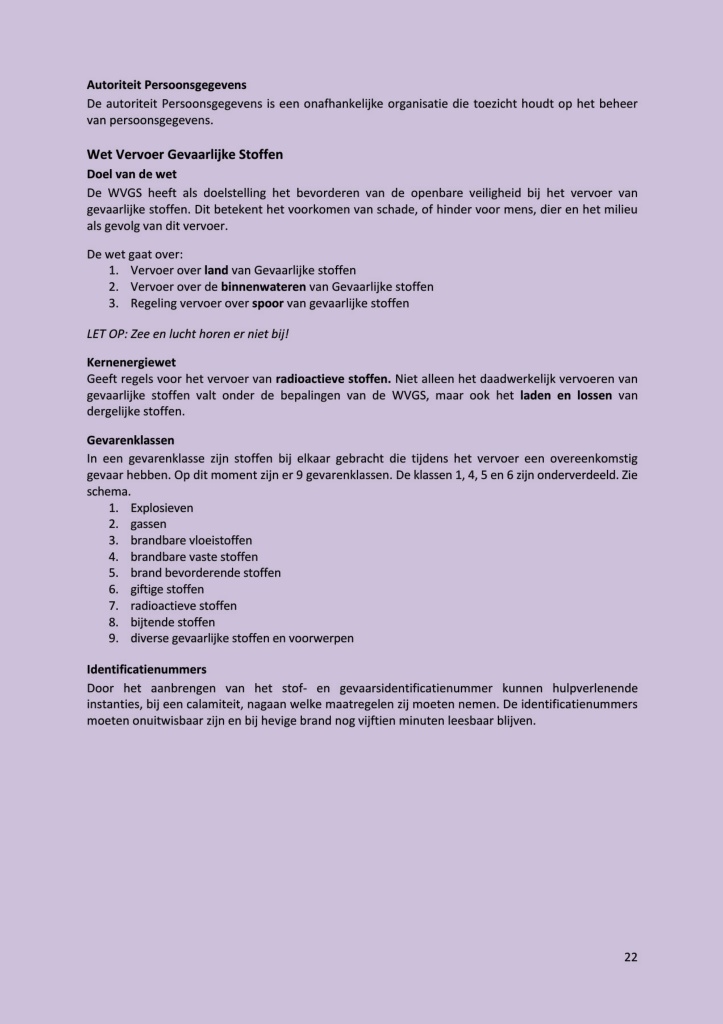 Autoriteit Persoonsgegevens
De autoriteit Persoonsgegevens is een onafhankelijke organisatie die toezicht houdt op het beheer
van persoonsgegevens.
Wet Vervoer Gevaarlijke Stoffen
Doel van de wet
De WVGS heeft als doelstelling het bevorderen van de openbare veiligheid bij het vervoer van
gevaarlijke stoffen. Dit betekent het voorkomen van schade, of hinder voor mens, dier en het milieu
als gevolg van dit vervoer.
De wet gaat over:
1. Vervoer over land van Gevaarlijke stoffen
2. Vervoer over de binnenwateren van Gevaarlijke stoffen
3. Regeling vervoer over spoor van gevaarlijke stoffen
LET OP: Zee en lucht horen er niet bij!
Kernenergiewet
Geeft regels voor het vervoer van radioactieve stoffen. Niet alleen het daadwerkelijk vervoeren van
gevaarlijke stoffen valt onder de bepalingen van de WVGS, maar ook het laden en lossen van
dergelijke stoffen.
Gevarenklassen
In een gevarenklasse zijn stoffen bij elkaar gebracht die tijdens het vervoer een overeenkomstig
gevaar hebben. Op dit moment zijn er 9 gevarenklassen. De klassen 1, 4, 5 en 6 zijn onderverdeeld. Zie
schema.
1. Explosieven
2. gassen
3. brandbare vloeistoffen
4. brandbare vaste stoffen
5. brand bevorderende stoffen
6. giftige stoffen
7. radioactieve stoffen
8. bijtende stoffen
9. diverse gevaarlijke stoffen en voorwerpen
Identificatienummers
Door het aanbrengen van het stof- en gevaarsidentificatienummer kunnen hulpverlenende
instanties, bij een calamiteit, nagaan welke maatregelen zij moeten nemen. De identificatienummers
moeten onuitwisbaar zijn en bij hevige brand nog vijftien minuten leesbaar blijven.
22